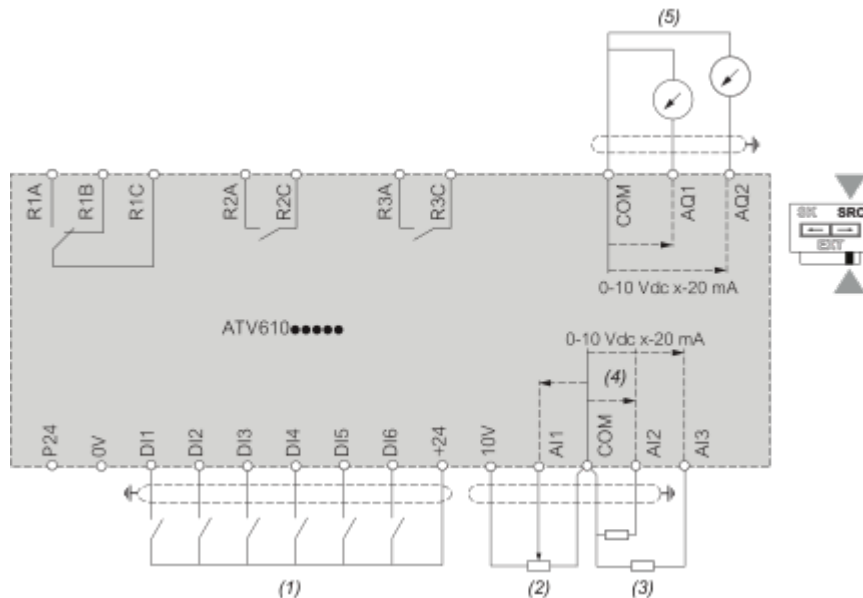 (5)
R1A R1B R1C R2A R2C R3A R3C COM AQ1 AQ2
SK SRC
EXT
0-10 Vdc x-20 mA
ATV610●●●●●
0-10 Vdc x-20 mA
(4)
P24 0V DI1 DI2 DI3 DI4 DI5 DI6 +24 10V AI1 COM AI2 AI3
(1) (2) (3)